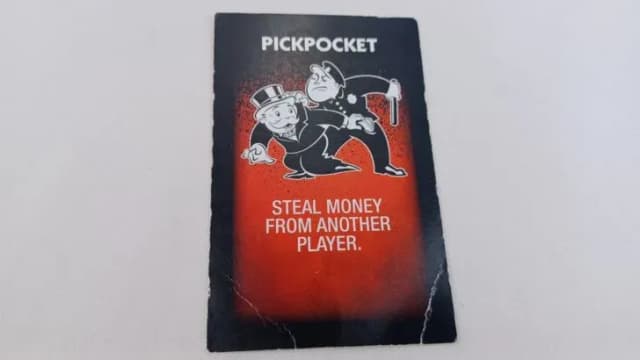 PICKPOCKET
STEAL MONEY
FROM ANOTHER
PLAYER.